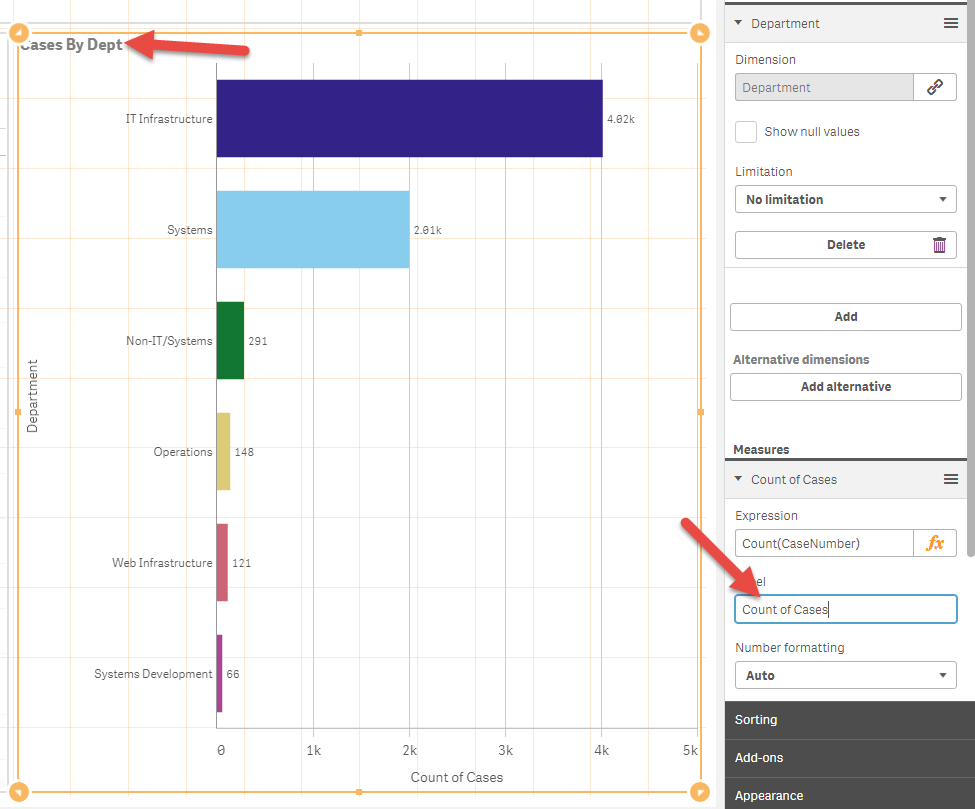 Cases By Dept
IT Infrastructure
4.02k
Systems
2.01k
Non-IT/Systems
291
Operations
148
Web Infrastructure
121
Systems Development
66
Department
0 1k 2k 3k 4k 5k
Count of Cases
Department
Dimension
Department
Show null values
Limitation
No limitation
Delete
Add
Alternative dimensions
Add alternative
Measures
Count of Cases
Expression
Count(CaseNumber)
fx
Count of Cases
Number formatting
Auto
Sorting
Add-ons
Appearance